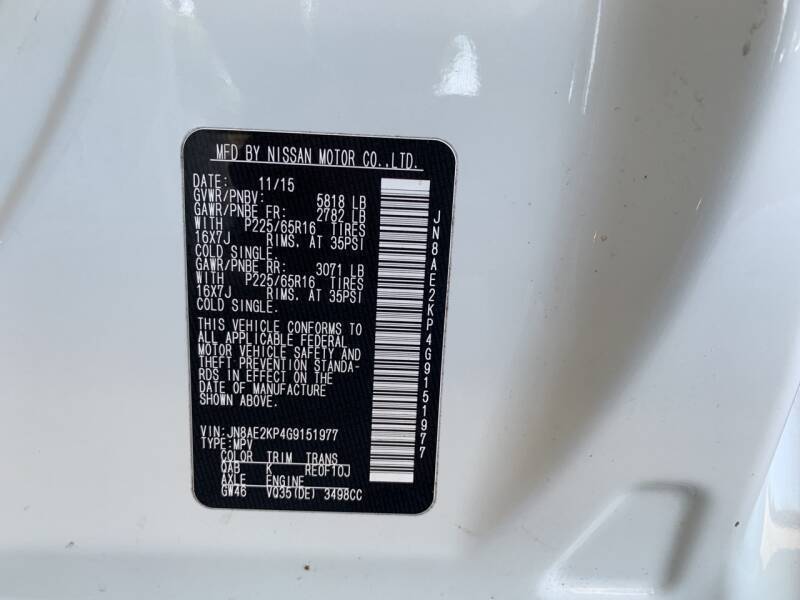 MFD BY NISSAN MOTOR CO.,LTD.
DATE: 11/15
GVWR/PNBV: 5818 LB
GAWR/PNBE FR: 2782 LB
WITH P225/65R16 TIRES
16X7J RIMS, AT 35PSI
COLD SINGLE.
GAWR/PNBE RR: 3071 LB
WITH P225/65R16 TIRES
16X7J RIMS, AT 35PSI
COLD SINGLE.
THIS VEHICLE CONFORMS TO
ALL APPLICABLE FEDERAL
MOTOR VEHICLE SAFETY AND
THEFT PREVENTION STANDA-
RDS IN EFFECT ON THE
DATE OF MANUFACTURE
SHOWN ABOVE.
VIN:JN8AE2KP4G9151977
TYPE:MPV
COLOR TRIM TRANS
QAB K RE0F10J
AXLE ENGINE
GW46 VQ35(DE) 3498CC
JN8AE2KP4G9151977